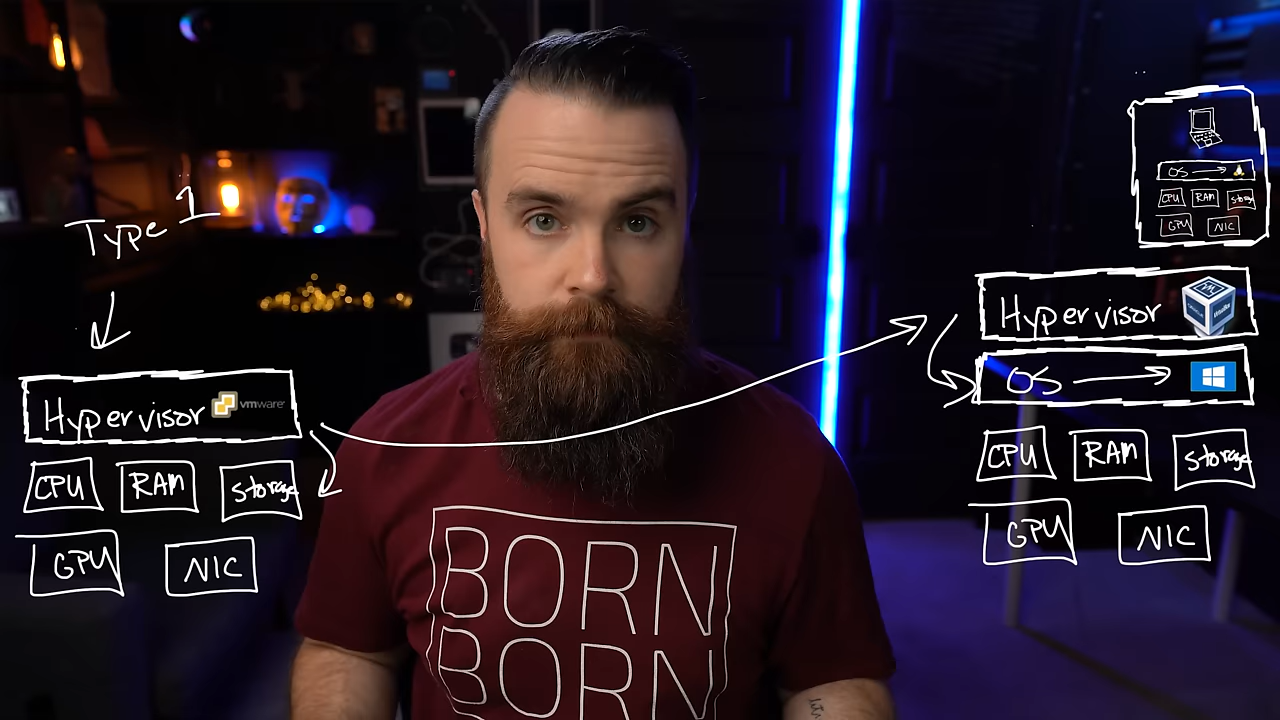 Type 1
Hypervisor vmware
CPU RAM Storage
GPU NIC
OS
CPU RAM Storage
GPU NIC
Hypervisor
OS
CPU RAM Storage
GPU NIC
BORN
BORN